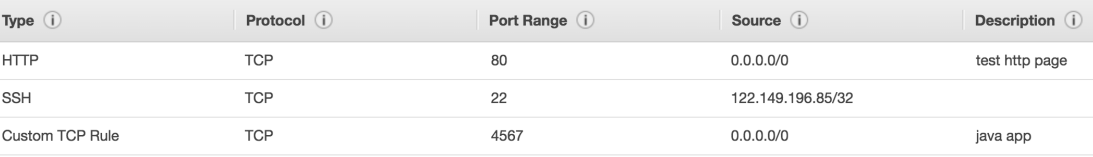 Type Protocol Port Range Source Description
HTTP TCP 80 0.0.0.0/0 test http page
SSH TCP 22 122.149.196.85/32
Custom TCP Rule TCP 4567 0.0.0.0/0 java app